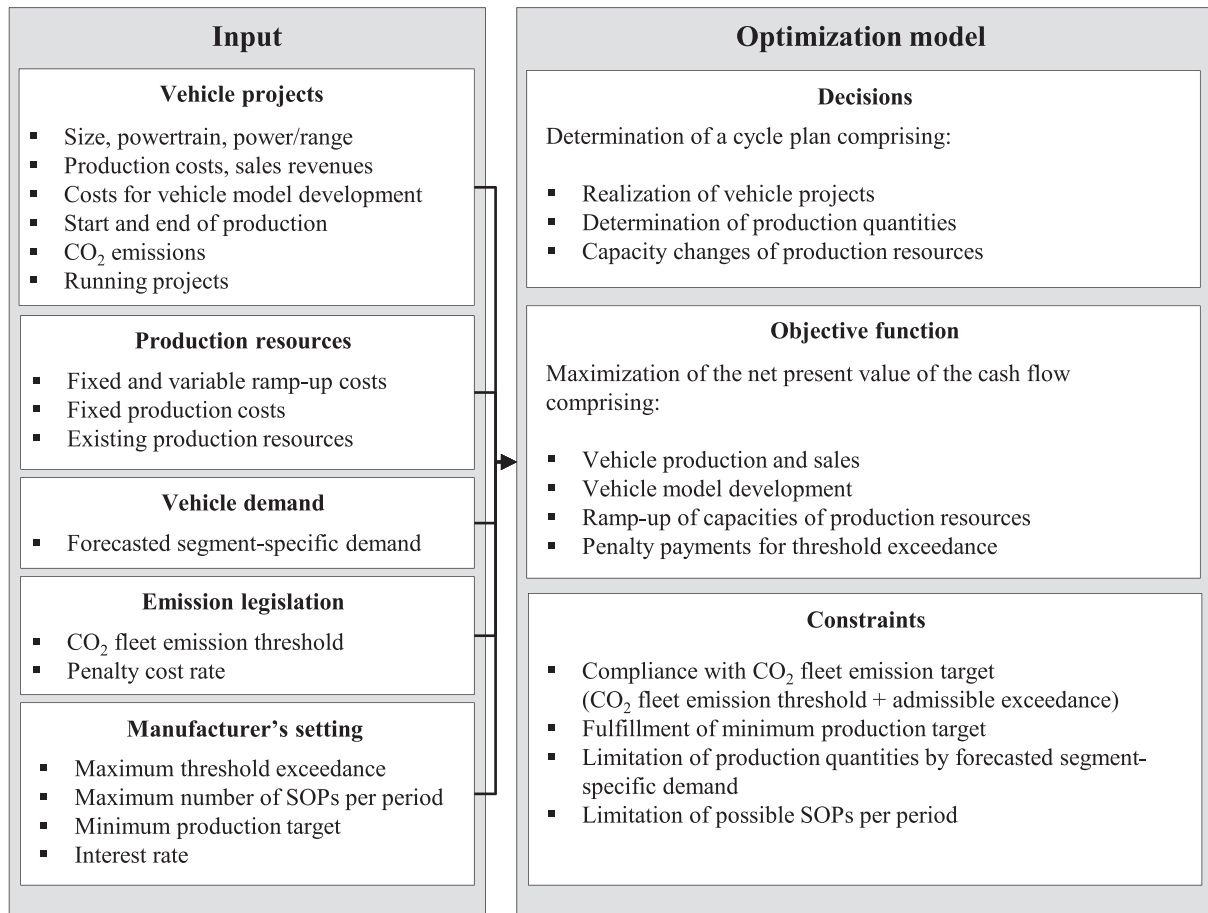 Input
Vehicle projects
▪ Size, powertrain, power/range
▪ Production costs, sales revenues
▪ Costs for vehicle model development
▪ Start and end of production
▪ CO₂ emissions
▪ Running projects
Production resources
▪ Fixed and variable ramp-up costs
▪ Fixed production costs
▪ Existing production resources
Vehicle demand
▪ Forecasted segment-specific demand
Emission legislation
▪ CO₂ fleet emission threshold
▪ Penalty cost rate
Manufacturer’s setting
▪ Maximum threshold exceedance
▪ Maximum number of SOPs per period
▪ Minimum production target
▪ Interest rate
Optimization model
Decisions
Determination of a cycle plan comprising:
▪ Realization of vehicle projects
▪ Determination of production quantities
▪ Capacity changes of production resources
Objective function
Maximization of the net present value of the cash flow
comprising:
▪ Vehicle production and sales
▪ Vehicle model development
▪ Ramp-up of capacities of production resources
▪ Penalty payments for threshold exceedance
Constraints
▪ Compliance with CO₂ fleet emission target
(CO₂ fleet emission threshold + admissible exceedance)
▪ Fulfillment of minimum production target
▪ Limitation of production quantities by forecasted segment-
specific demand
▪ Limitation of possible SOPs per period